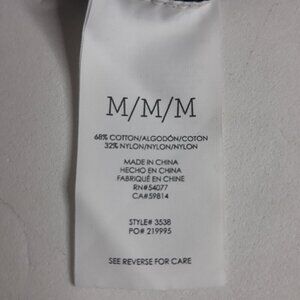 M/M/M
68% COTTON/ALGODÓN/COTON
32% NYLON/NYLON/NYLON
MADE IN CHINA
HECHO EN CHINA
FABRIQUÉ EN CHINE
RN#54077
CA#59814
STYLE# 3538
PO# 219995
SEE REVERSE FOR CARE